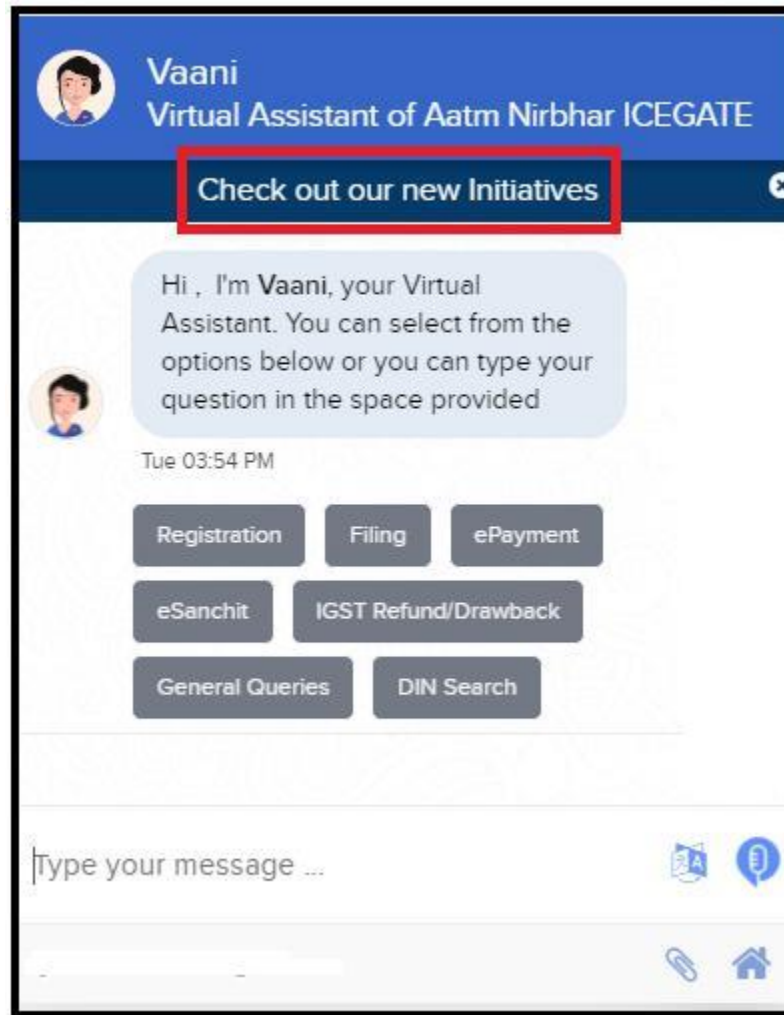 Vaani
Virtual Assistant of Aatm Nirbhar ICEGATE
Check out our new Initiatives
Hi , I'm Vaani, your Virtual
Assistant. You can select from the
options below or you can type your
question in the space provided
Tue 03:54 PM
Registration Filing ePayment
eSanchit IGST Refund/Drawback
General Queries DIN Search
Type your message ...